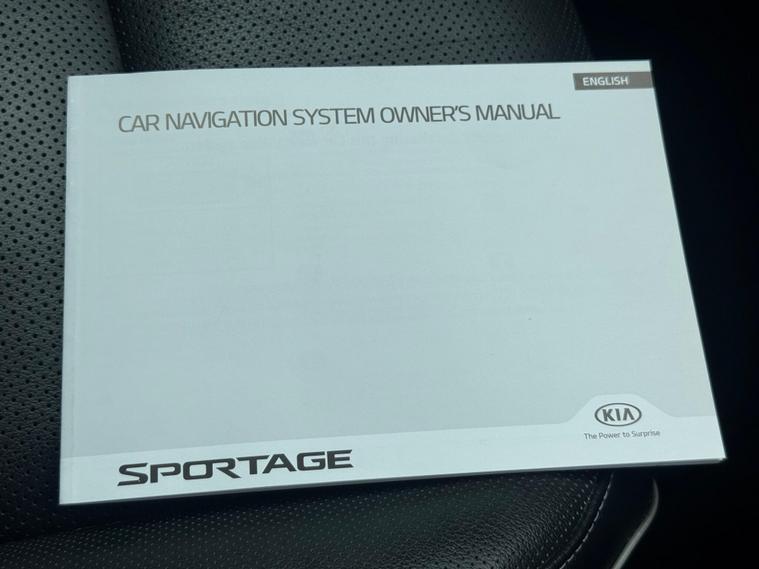 ENGLISH
CAR NAVIGATION SYSTEM OWNER'S MANUAL
KIA
The Power to Surprise
SPORTAGE